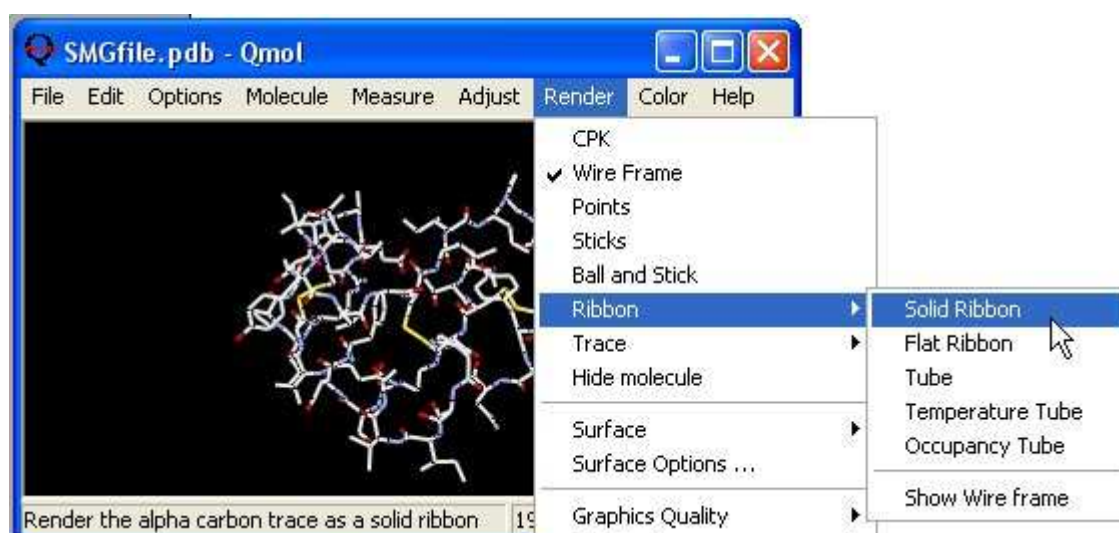 SMGfile.pdb - Qmol
File Edit Options Molecule Measure Adjust Render Color Help
CPK
Wire Frame
Points
Sticks
Ball and Stick
Ribbon
Trace
Hide molecule
Surface
Surface Options ...
Graphics Quality
Solid Ribbon
Flat Ribbon
Tube
Temperature Tube
Occupancy Tube
Show Wire frame
Render the alpha carbon trace as a solid ribbon